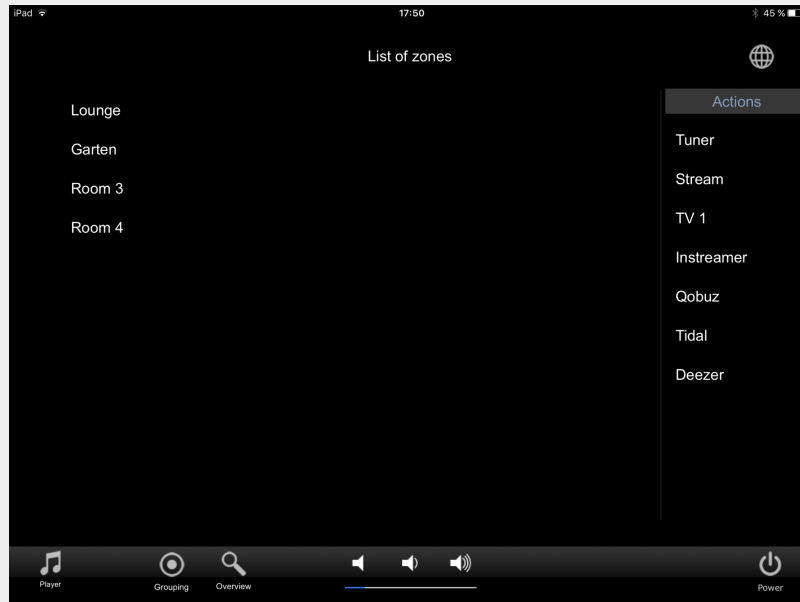 iPad 17:50 45 %
List of zones
Actions
Lounge
Garten
Room 3
Room 4
Tuner
Stream
TV 1
Instreamer
Qobuz
Tidal
Deezer
Player Grouping Overview Power